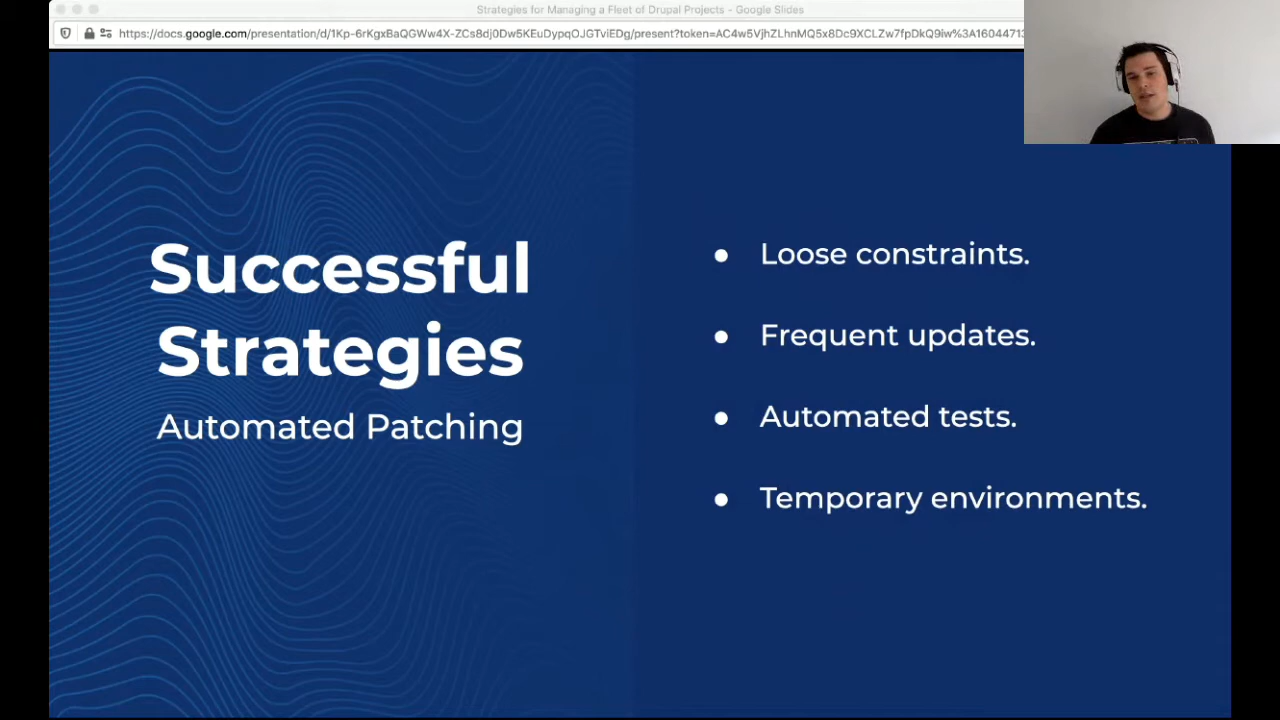 Strategies for Managing a Fleet of Drupal Projects - Google Slides
Successful
Strategies
Automated Patching
● Loose constraints.
● Frequent updates.
● Automated tests.
● Temporary environments.